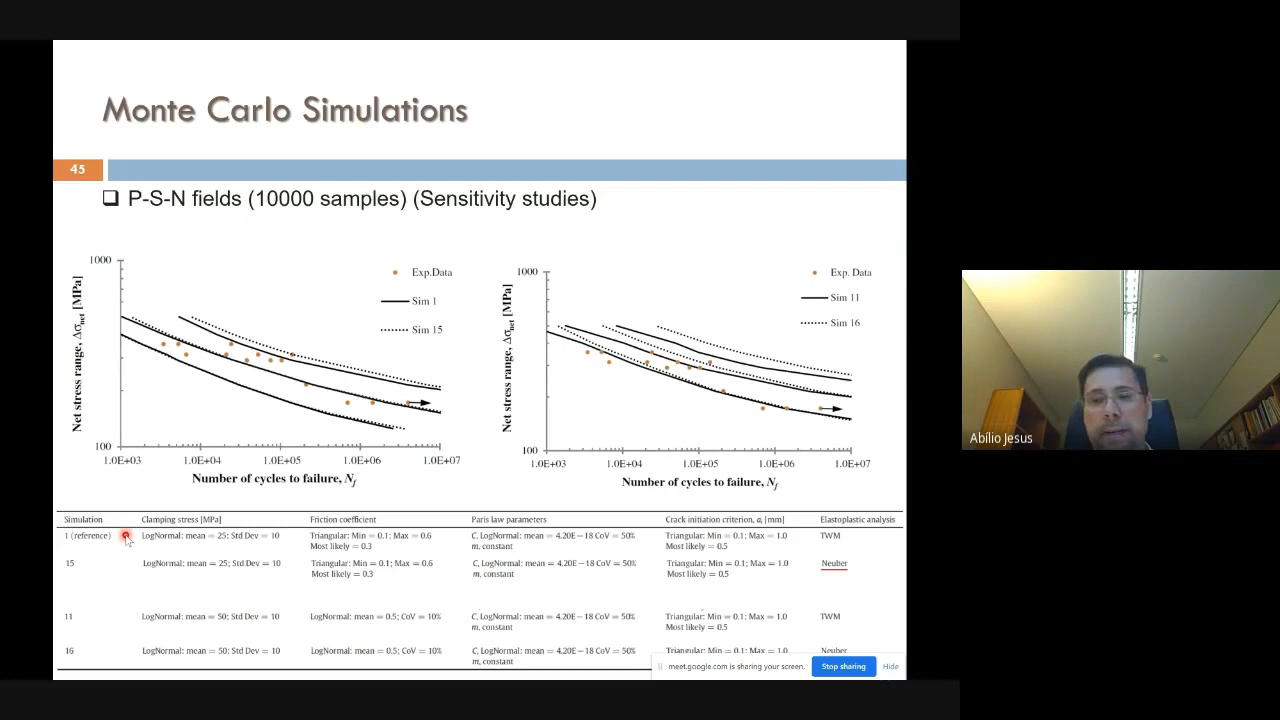 Monte Carlo Simulations
45
❑ P-S-N fields (10000 samples) (Sensitivity studies)
1000
Exp.Data
Sim 1
Sim 15
Net stress range, Δσnet [MPa]
100
1.0E+03 1.0E+04 1.0E+05 1.0E+06 1.0E+07
Number of cycles to failure, Nf
1000
Exp. Data
Sim 11
Sim 16
Net stress range, Δσnet [MPa]
100
1.0E+03 1.0E+04 1.0E+05 1.0E+06 1.0E+07
Number of cycles to failure, Nf
Simulation Clamping stress [MPa] Friction coefficient Paris law parameters Crack initiation criterion, ai [mm] Elastoplastic analysis
1 (reference) LogNormal: mean = 25; Std Dev = 10 Triangular: Min = 0.1; Max = 0.6 C, LogNormal: mean = 4.20E−18 CoV = 50% Triangular: Min = 0.1; Max = 1.0 TWM
Most likely = 0.3 m, constant Most likely = 0.5
15 LogNormal: mean = 25; Std Dev = 10 Triangular: Min = 0.1; Max = 0.6 C, LogNormal: mean = 4.20E−18 CoV = 50% Triangular: Min = 0.1; Max = 1.0 Neuber
Most likely = 0.3 m, constant Most likely = 0.5
11 LogNormal: mean = 50; Std Dev = 10 LogNormal: mean = 0.5; CoV = 10% C, LogNormal: mean = 4.20E−18 CoV = 50% Triangular: Min = 0.1; Max = 1.0 TWM
m, constant Most likely = 0.5
16 LogNormal: mean = 50; Std Dev = 10 LogNormal: mean = 0.5; CoV = 10% C, LogNormal: mean = 4.20E−18 CoV = 50% Triangular: Min = 0.1; Max = 1.0 Neuber
m, constant
meet.google.com is sharing your screen. Stop sharing Hide
Abílio Jesus